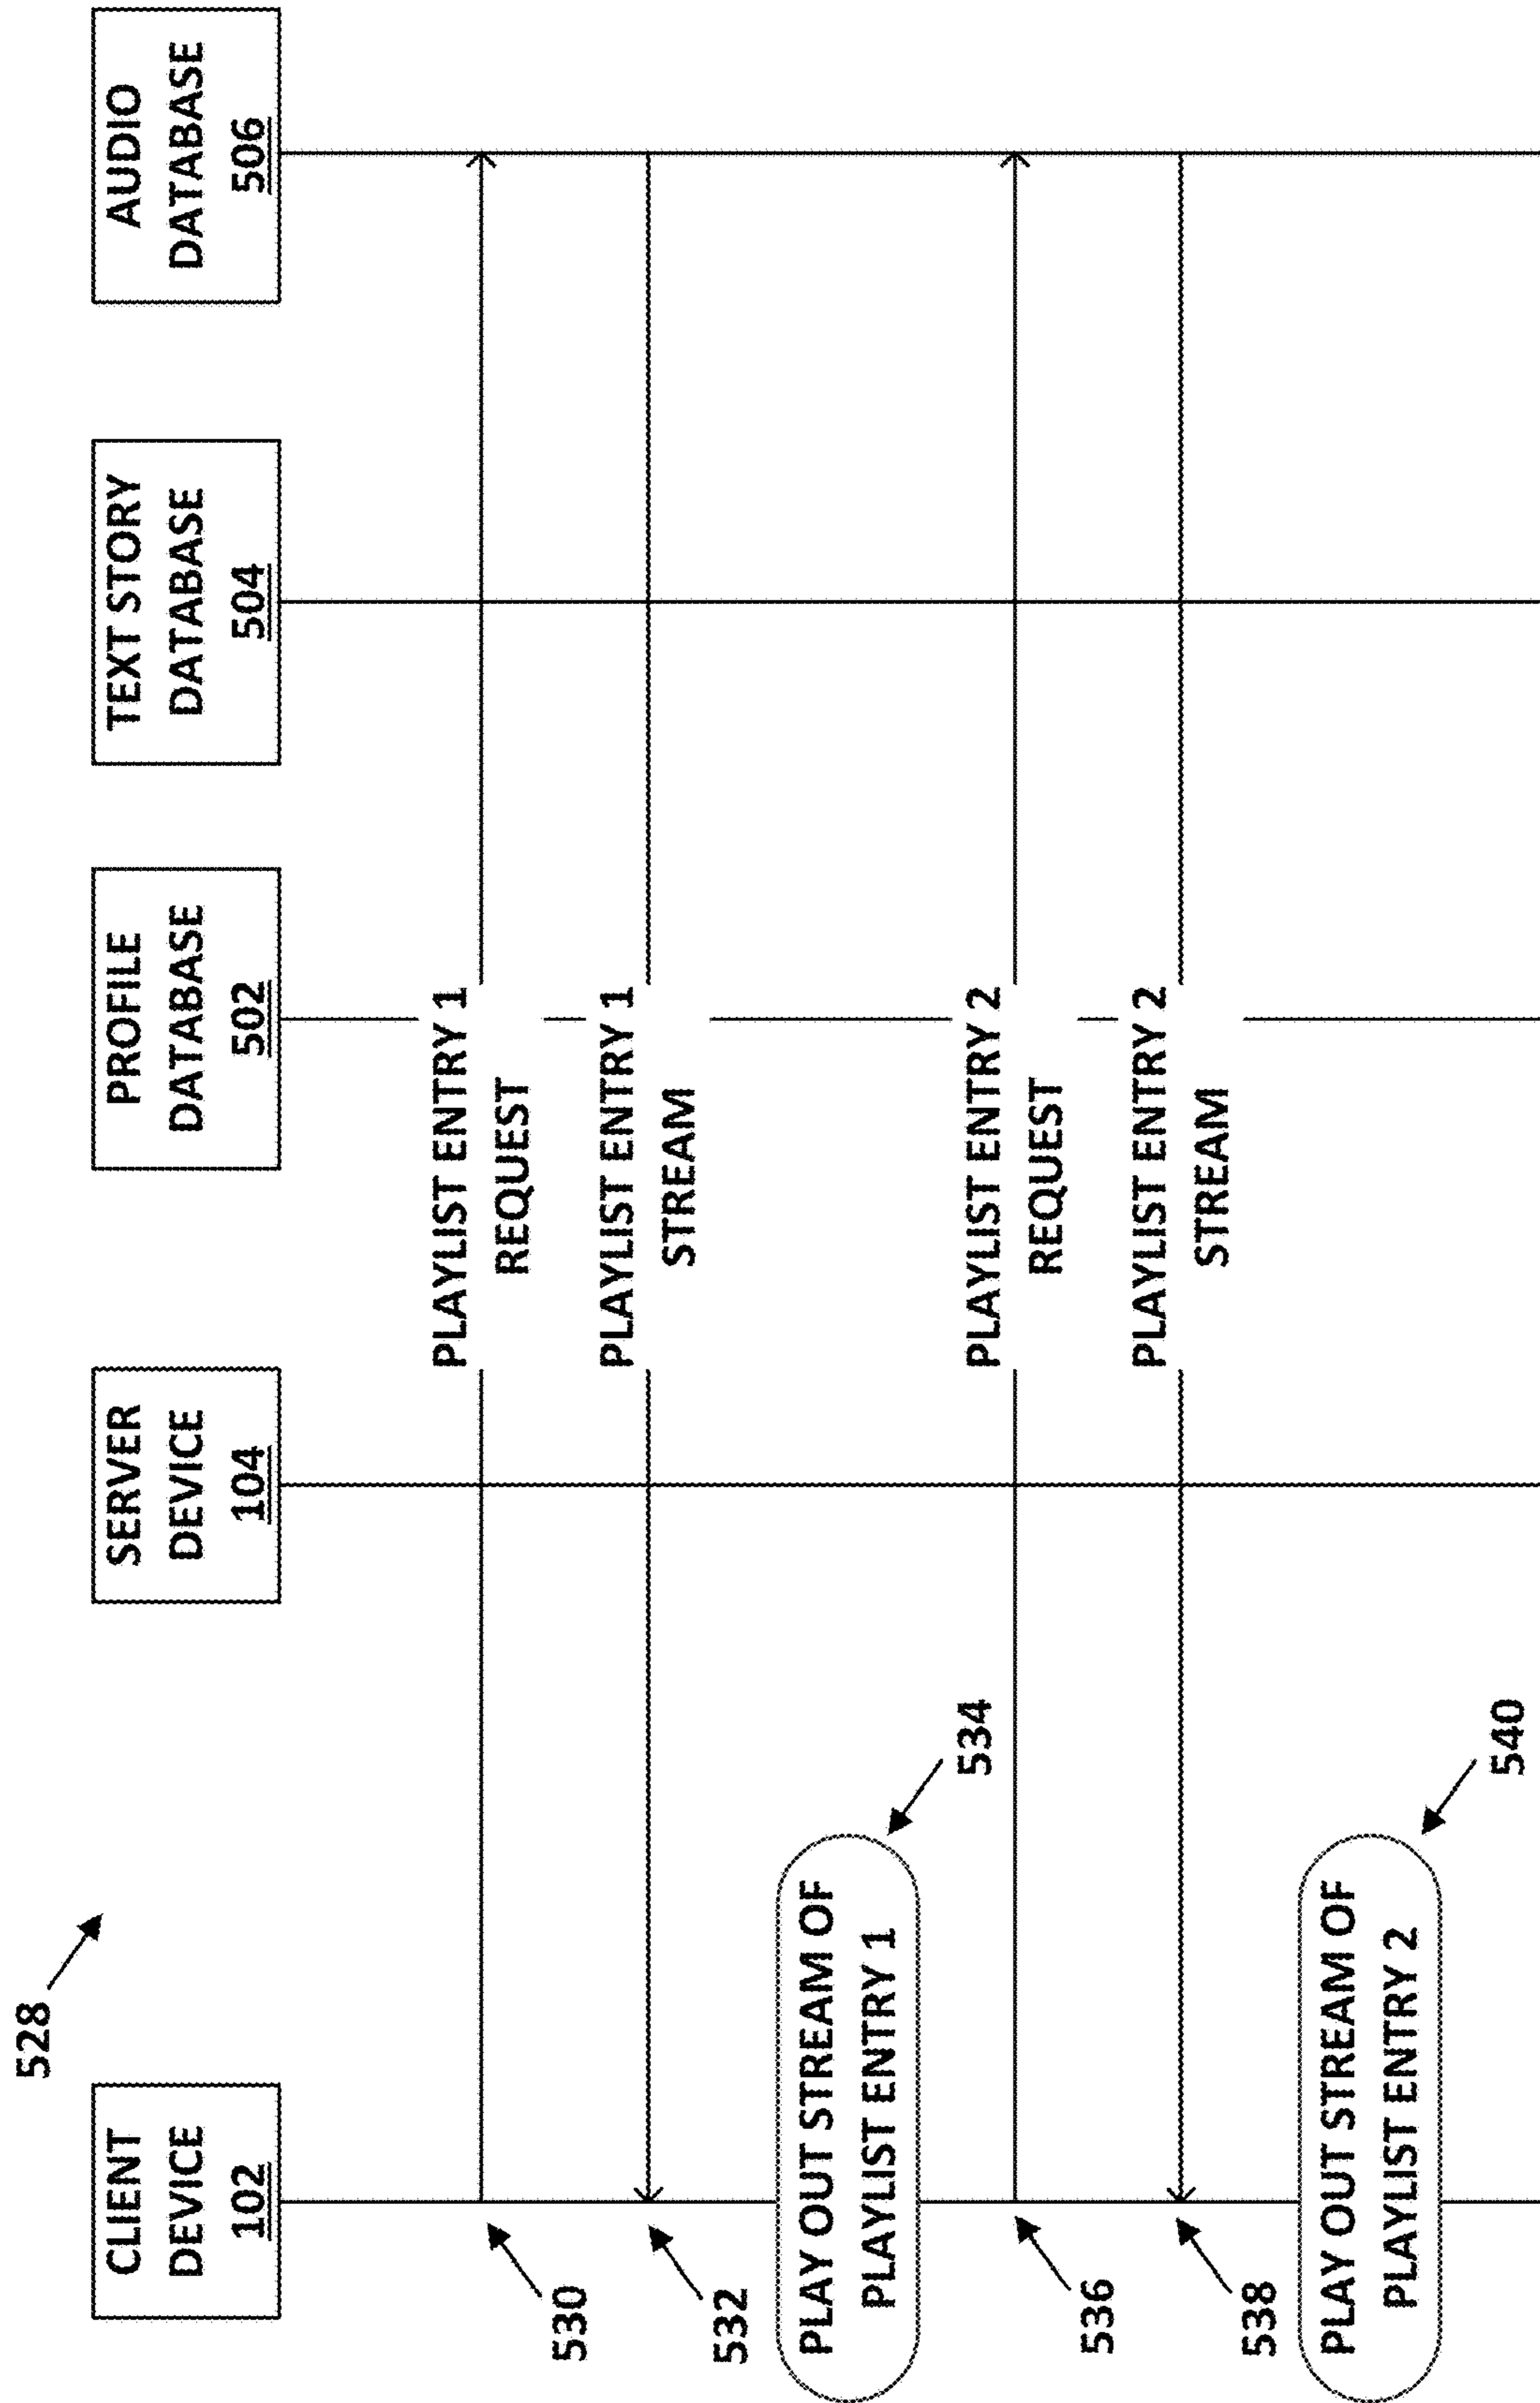 528
CLIENT
DEVICE
102
SERVER
DEVICE
104
PROFILE
DATABASE
502
TEXT STORY
DATABASE
504
AUDIO
DATABASE
506
530
PLAYLIST ENTRY 1
REQUEST
532
PLAYLIST ENTRY 1
STREAM
PLAY OUT STREAM OF
PLAYLIST ENTRY 1
534
536
PLAYLIST ENTRY 2
REQUEST
538
PLAYLIST ENTRY 2
STREAM
PLAY OUT STREAM OF
PLAYLIST ENTRY 2
540